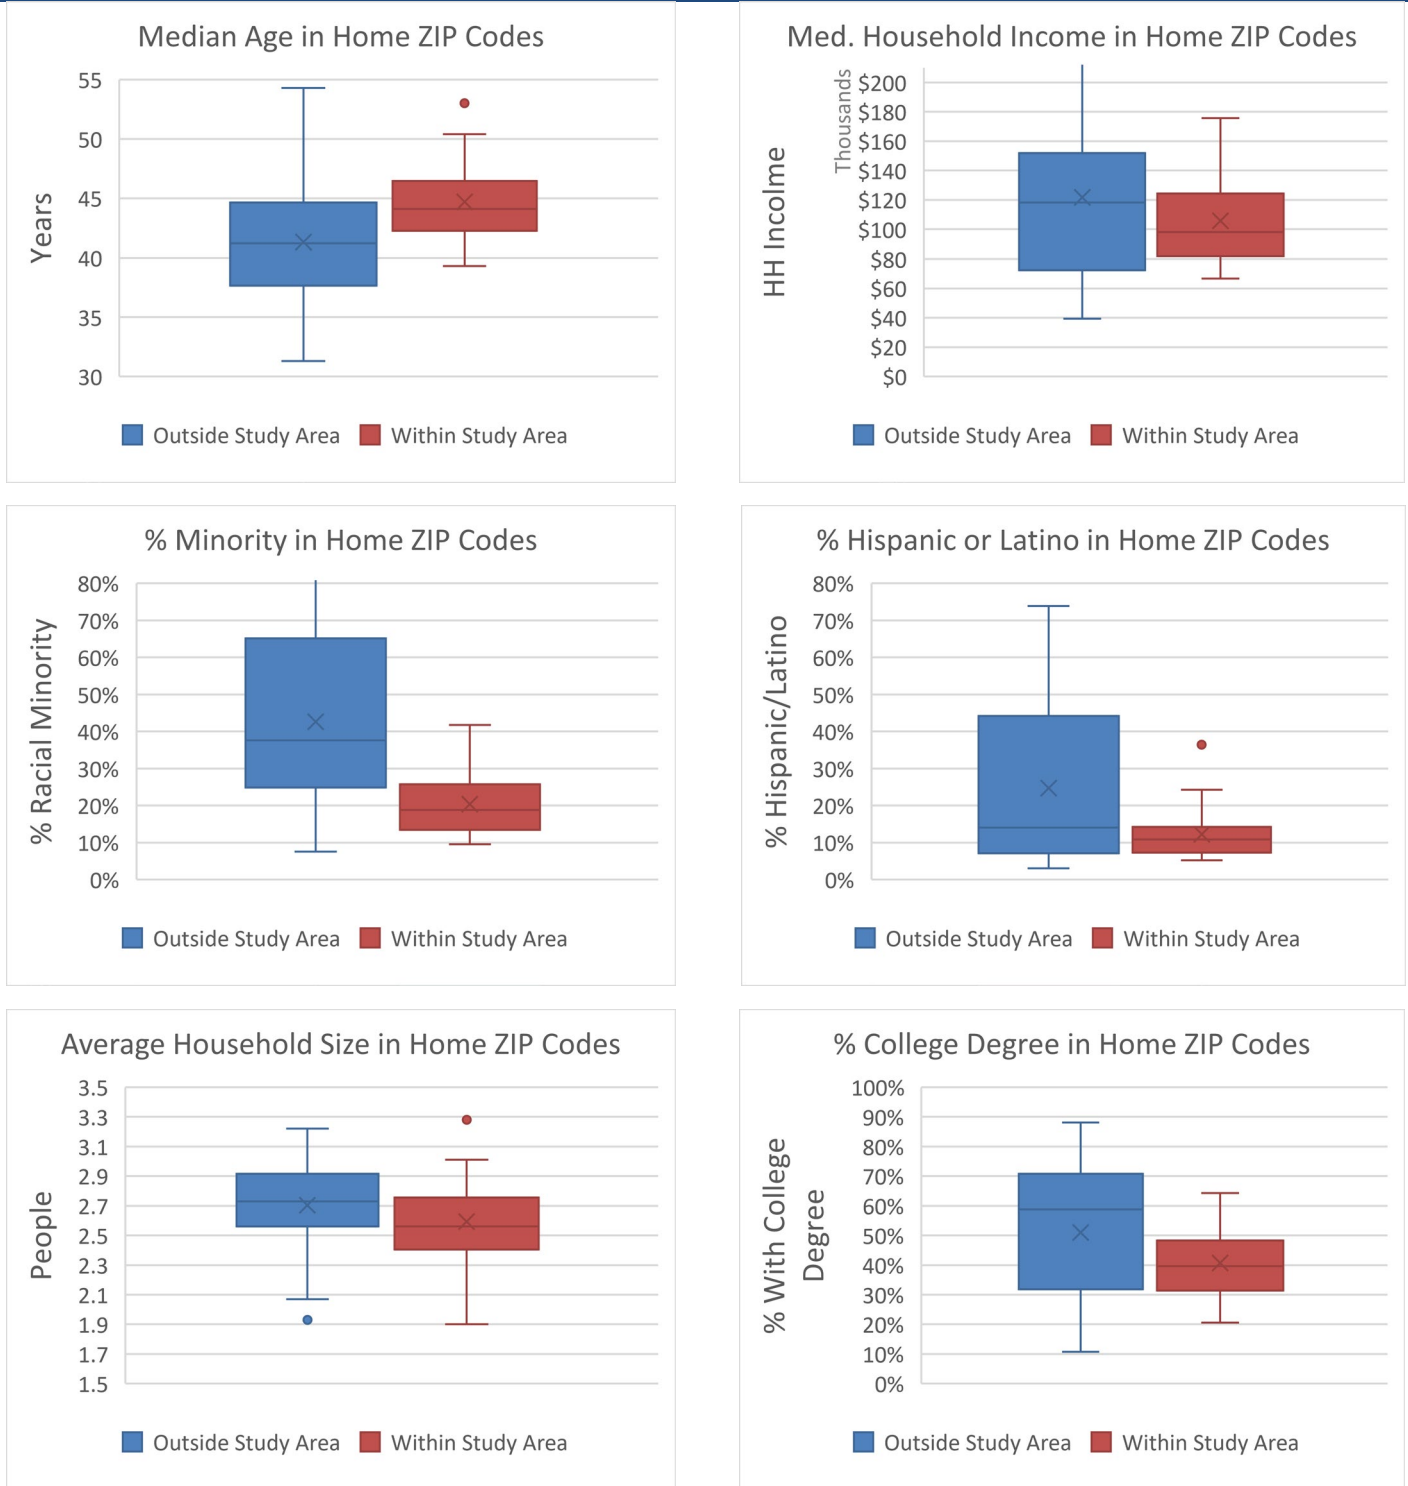 Median Age in Home ZIP Codes
55
50
45
40
35
30
Years
Outside Study Area Within Study Area
Med. Household Income in Home ZIP Codes
Thousands
$200
$180
$160
$140
$120
$100
$80
$60
$40
$20
$0
HH Incolme
Outside Study Area Within Study Area
% Minority in Home ZIP Codes
80%
70%
60%
50%
40%
30%
20%
10%
0%
% Racial Minority
Outside Study Area Within Study Area
% Hispanic or Latino in Home ZIP Codes
80%
70%
60%
50%
40%
30%
20%
10%
0%
% Hispanic/Latino
Outside Study Area Within Study Area
Average Household Size in Home ZIP Codes
3.5
3.3
3.1
2.9
2.7
2.5
2.3
2.1
1.9
1.7
1.5
People
Outside Study Area Within Study Area
% College Degree in Home ZIP Codes
100%
90%
80%
70%
60%
50%
40%
30%
20%
10%
0%
% With College
Degree
Outside Study Area Within Study Area